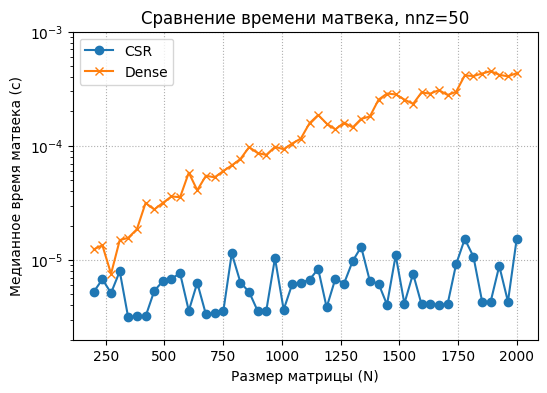 Сравнение времени матвека, nnz=50
CSR
Dense
Медианное время матвека (с)
10⁻³
10⁻⁴
10⁻⁵
250 500 750 1000 1250 1500 1750 2000
Размер матрицы (N)